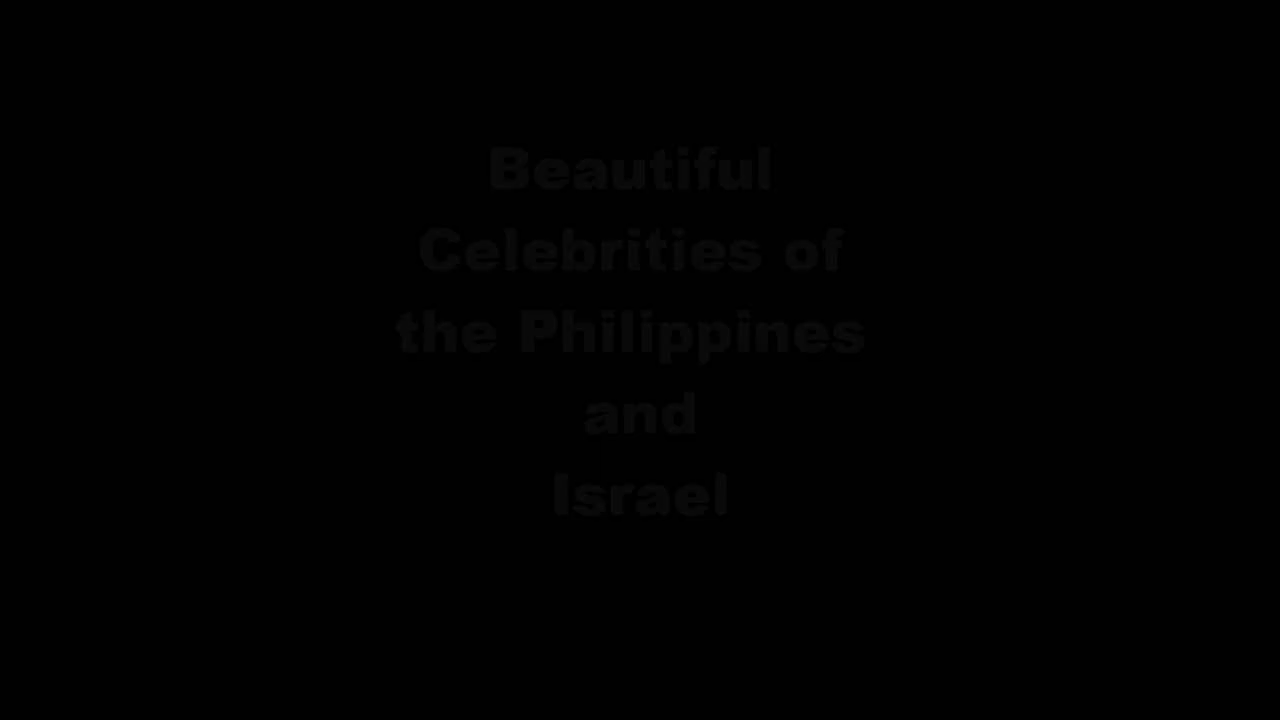 Beautiful
Celebrities of
the Philippines
and
Israel